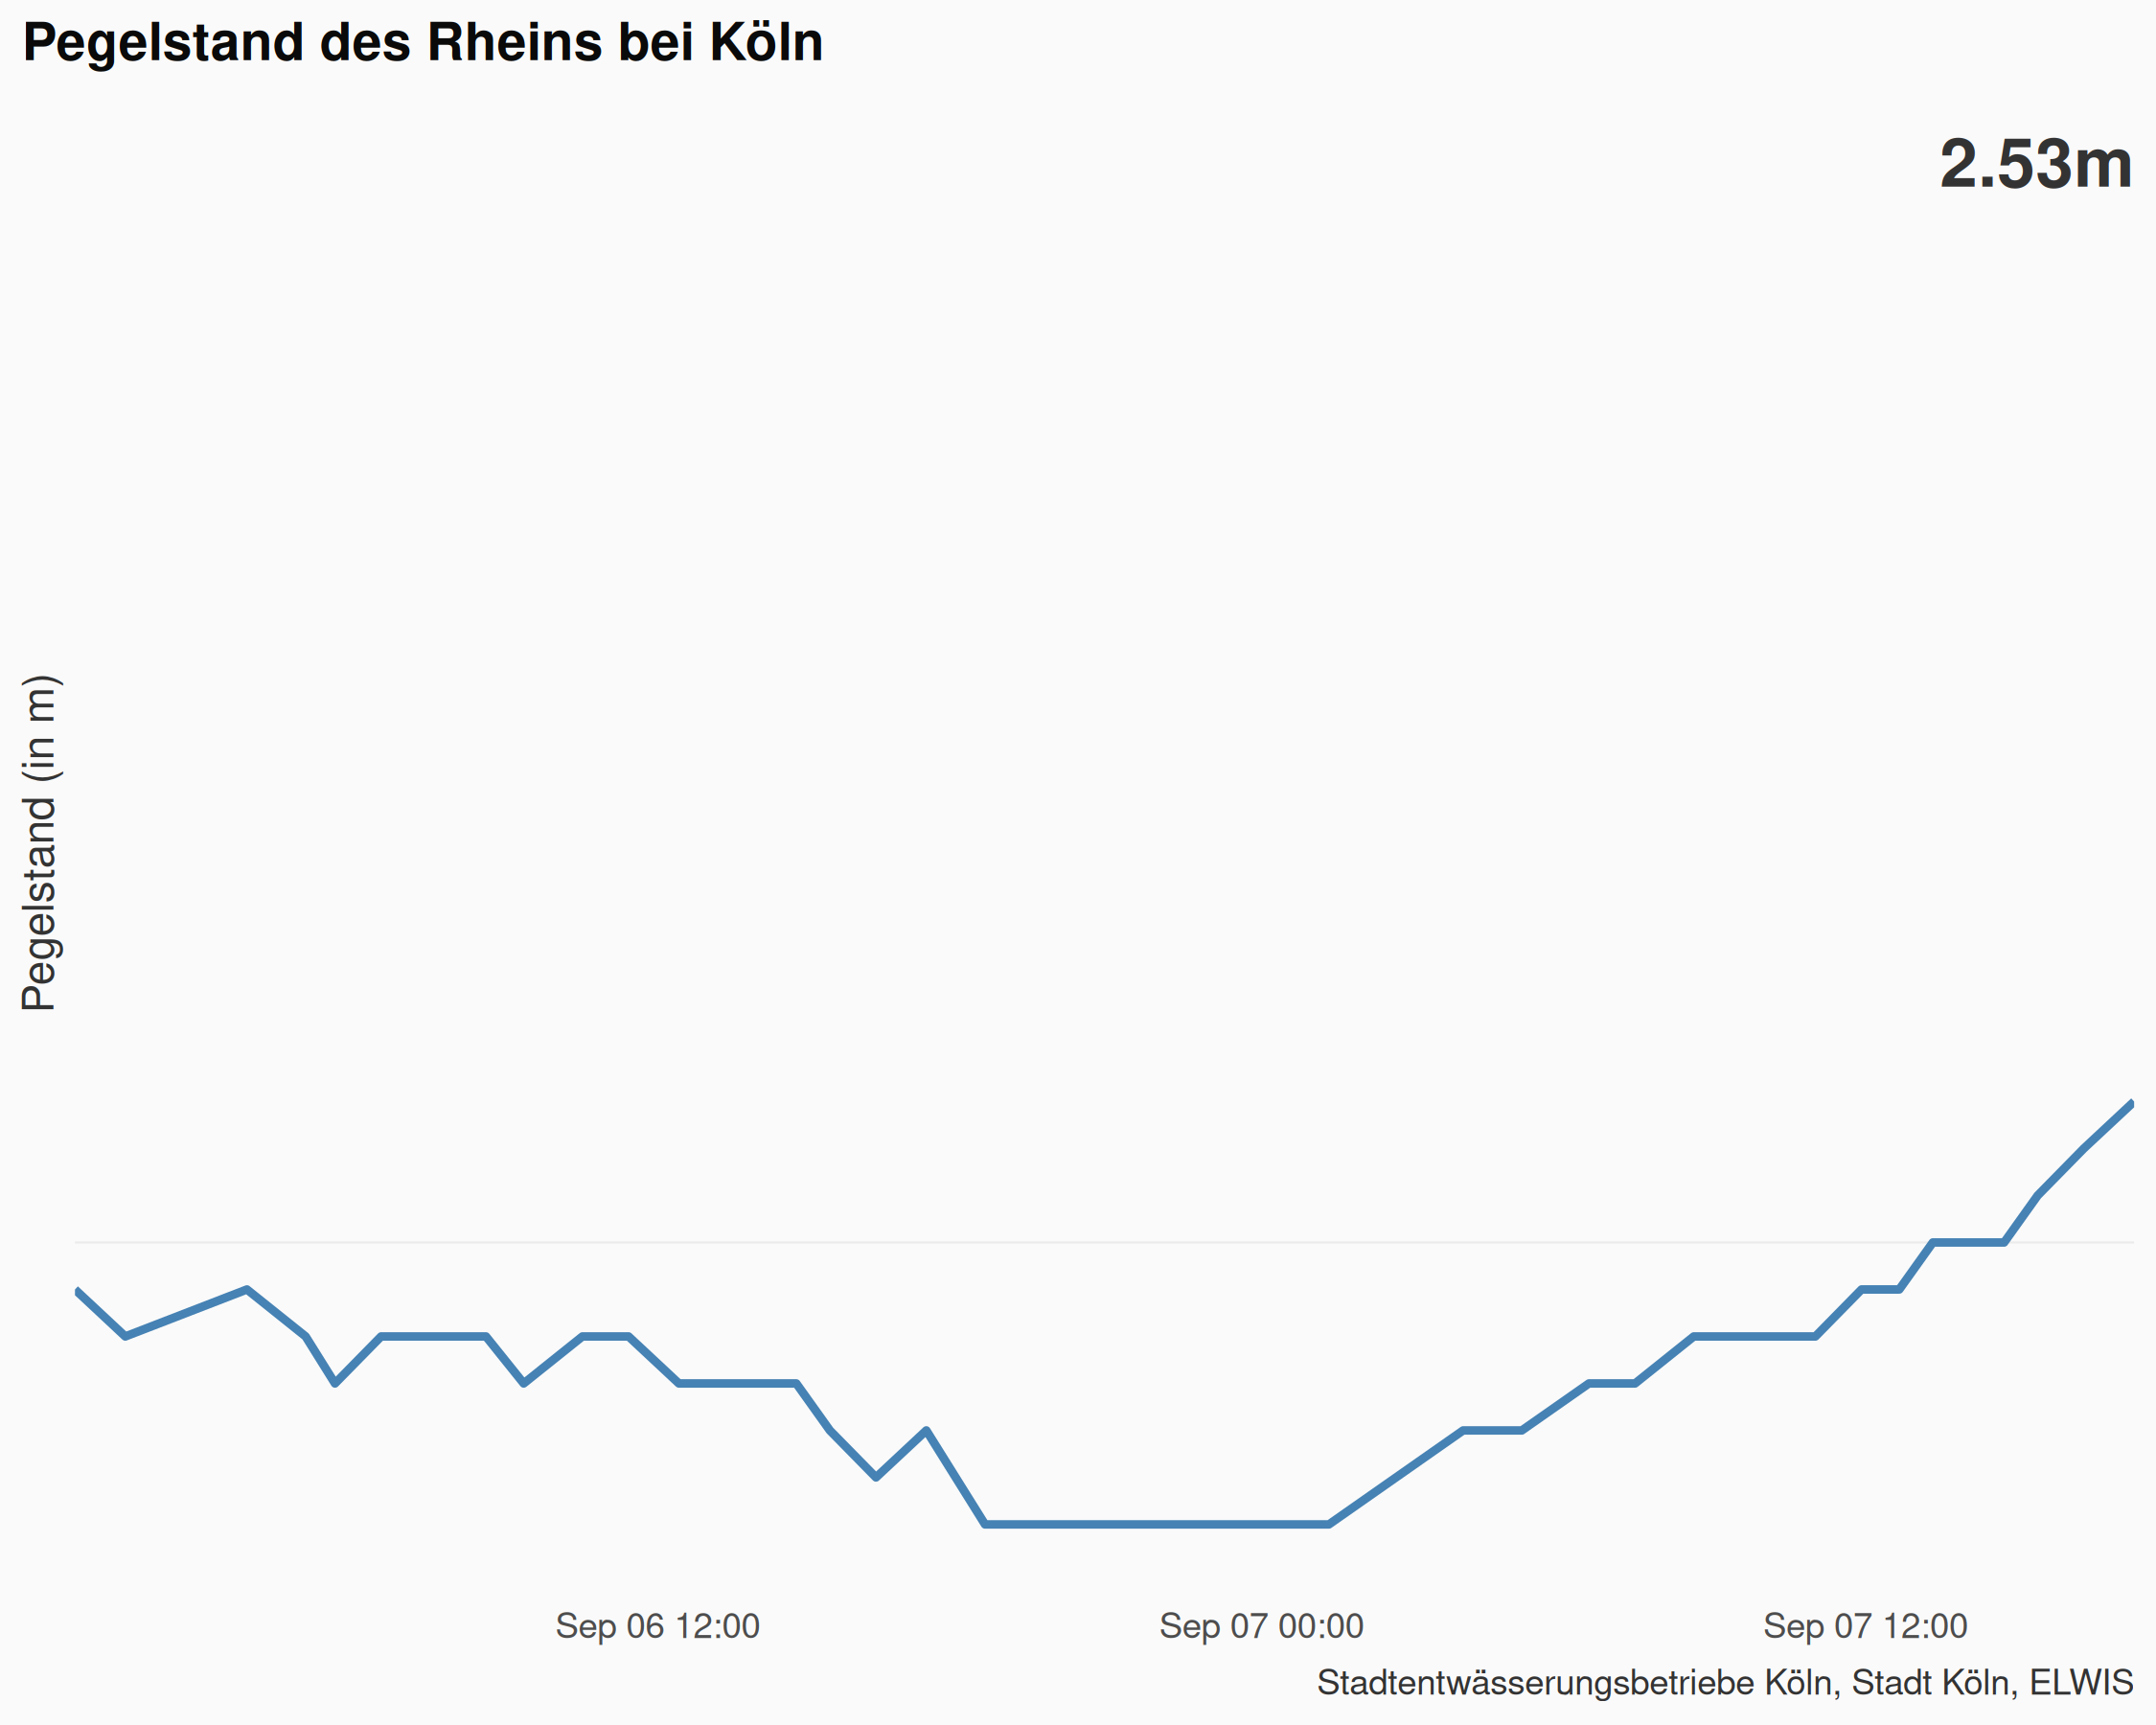 Pegelstand des Rheins bei Köln
2.53m
Pegelstand (in m)
Sep 06 12:00
Sep 07 00:00
Sep 07 12:00
Stadtentwässerungsbetriebe Köln, Stadt Köln, ELWIS